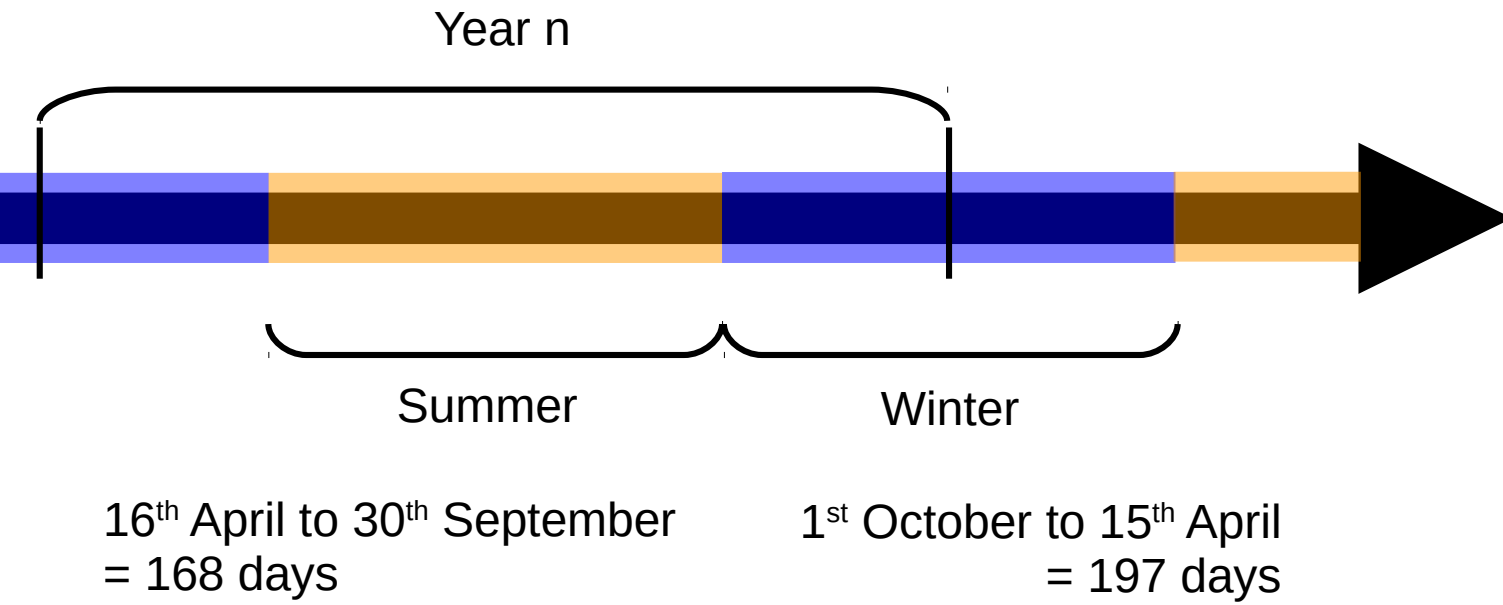 Year n
Summer
Winter
16th April to 30th September
= 168 days
1st October to 15th April
= 197 days